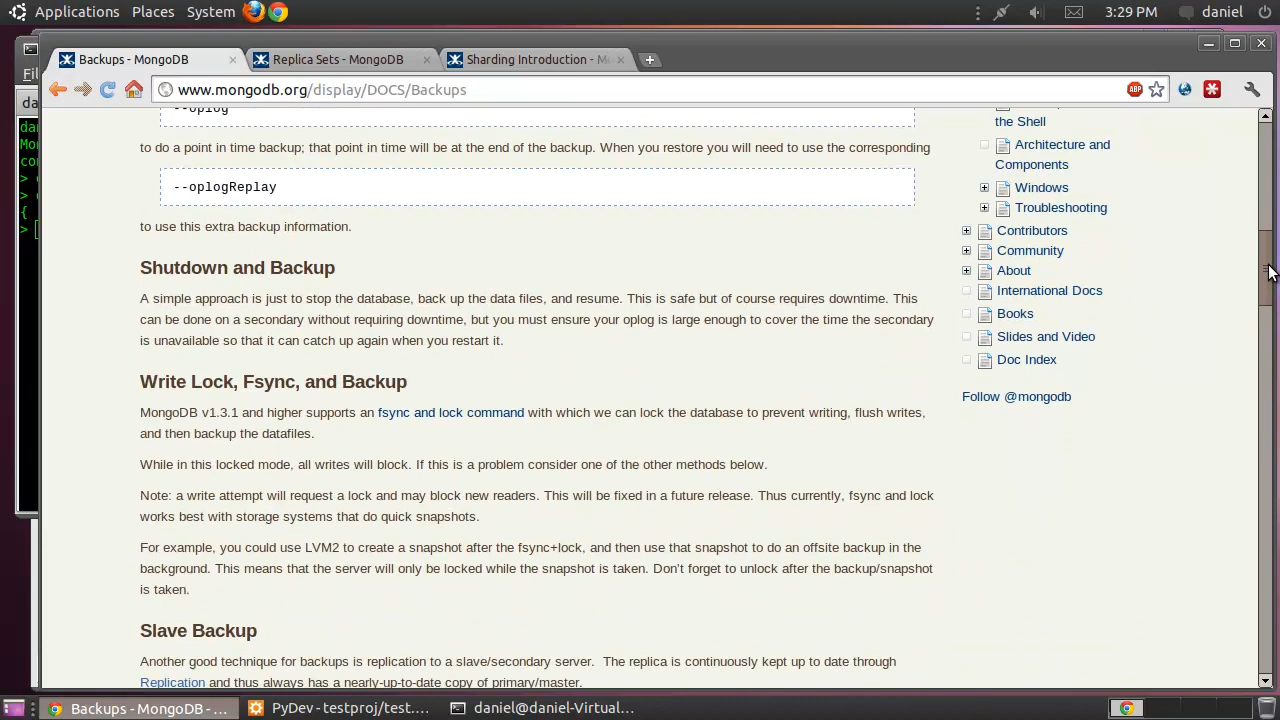 Applications Places System 3:29 PM daniel
Backups - MongoDB Replica Sets - MongoDB Sharding Introduction - Mo
www.mongodb.org/display/DOCS/Backups
ABP
--oplog
to do a point in time backup; that point in time will be at the end of the backup. When you restore you will need to use the corresponding
--oplogReplay
to use this extra backup information.
Shutdown and Backup
A simple approach is just to stop the database, back up the data files, and resume. This is safe but of course requires downtime. This
can be done on a secondary without requiring downtime, but you must ensure your oplog is large enough to cover the time the secondary
is unavailable so that it can catch up again when you restart it.
Write Lock, Fsync, and Backup
MongoDB v1.3.1 and higher supports an fsync and lock command with which we can lock the database to prevent writing, flush writes,
and then backup the datafiles.
While in this locked mode, all writes will block. If this is a problem consider one of the other methods below.
Note: a write attempt will request a lock and may block new readers. This will be fixed in a future release. Thus currently, fsync and lock
works best with storage systems that do quick snapshots.
For example, you could use LVM2 to create a snapshot after the fsync+lock, and then use that snapshot to do an offsite backup in the
background. This means that the server will only be locked while the snapshot is taken. Don't forget to unlock after the backup/snapshot
is taken.
Slave Backup
Another good technique for backups is replication to a slave/secondary server. The replica is continuously kept up to date through
Replication and thus always has a nearly-up-to-date copy of primary/master.
the Shell
Architecture and
Components
Windows
Troubleshooting
Contributors
Community
About
International Docs
Books
Slides and Video
Doc Index
Follow @mongodb
Fil
da
dan
Mo
co
> 
> 
{
>
Backups - MongoDB - ... PyDev - testproj/test.... daniel@daniel-Virtual...